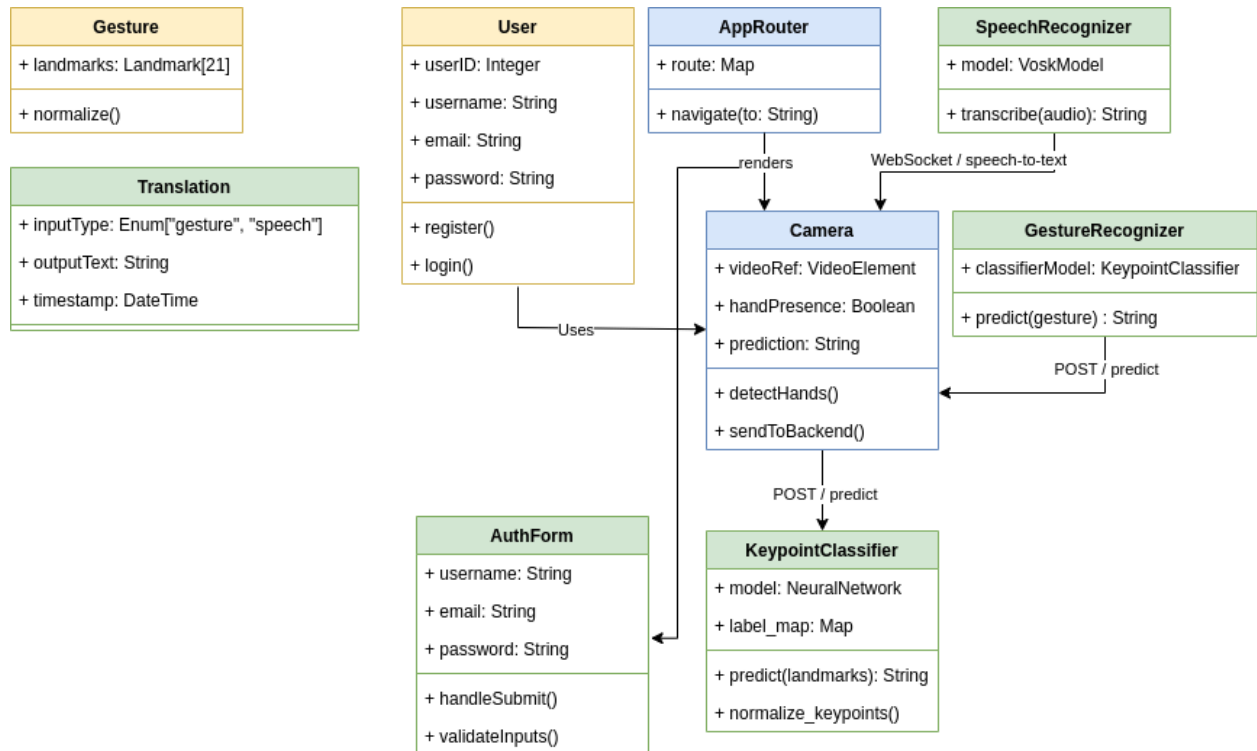 Gesture
+ landmarks: Landmark[21]
+ normalize()
User
+ userID: Integer
+ username: String
+ email: String
+ password: String
+ register()
+ login()
AppRouter
+ route: Map
+ navigate(to: String)
SpeechRecognizer
+ model: VoskModel
+ transcribe(audio): String
renders
WebSocket / speech-to-text
Translation
+ inputType: Enum["gesture", "speech"]
+ outputText: String
+ timestamp: DateTime
Uses
Camera
+ videoRef: VideoElement
+ handPresence: Boolean
+ prediction: String
+ detectHands()
+ sendToBackend()
GestureRecognizer
+ classifierModel: KeypointClassifier
+ predict(gesture) : String
POST / predict
POST / predict
AuthForm
+ username: String
+ email: String
+ password: String
+ handleSubmit()
+ validateInputs()
KeypointClassifier
+ model: NeuralNetwork
+ label_map: Map
+ predict(landmarks): String
+ normalize_keypoints()